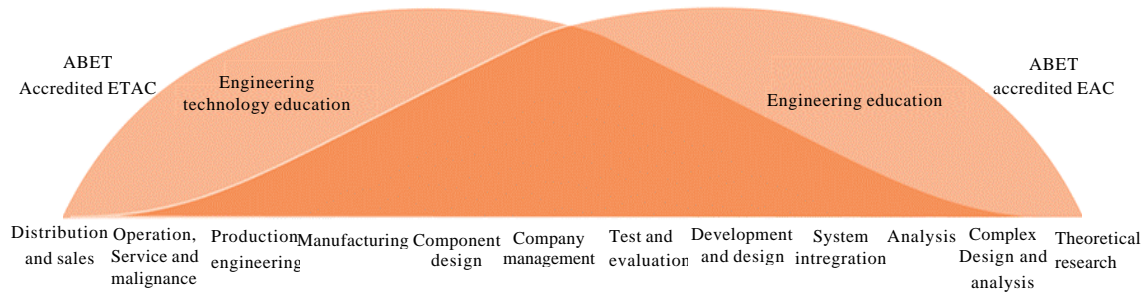 ABET
Accredited ETAC
Engineering
technology education
Engineering education
ABET
accredited EAC
Distribution
and sales
Operation,
Service and
malignance
Production
engineering
Manufacturing
Component
design
Company
management
Test and
evaluation
Development
and design
System
intregration
Analysis
Complex
Design and
analysis
Theoretical
research